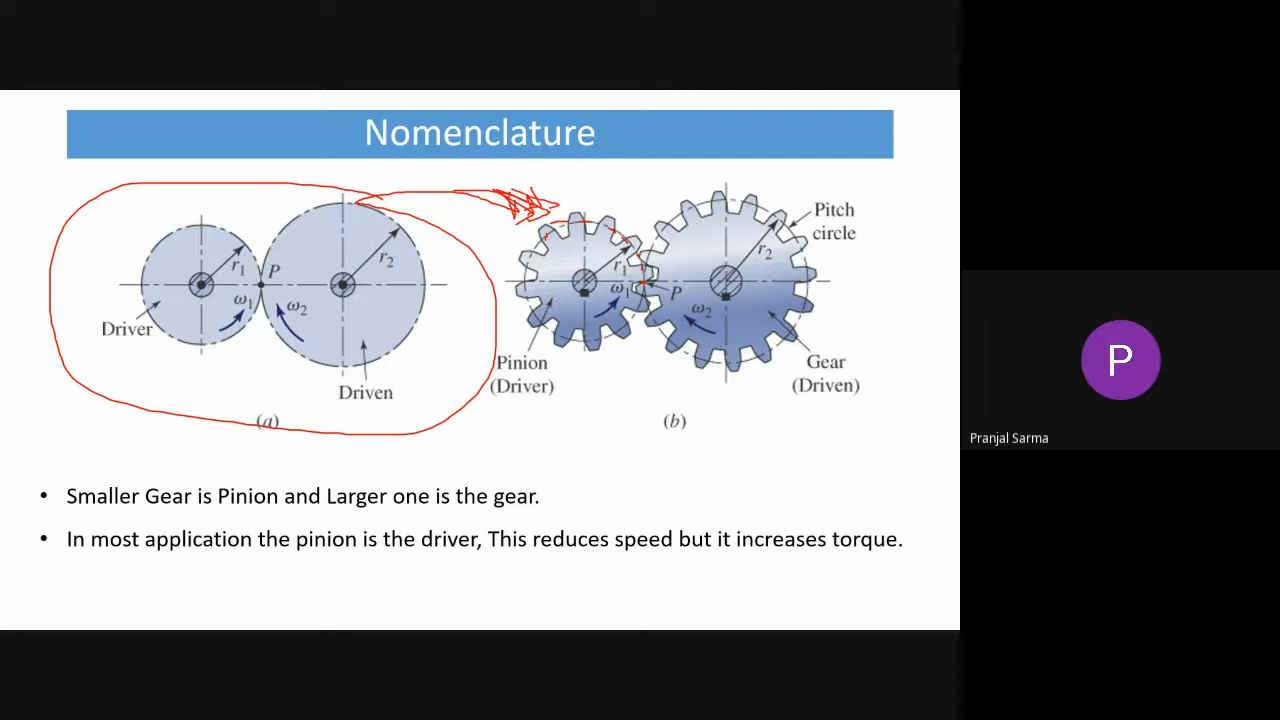 Nomenclature
r1
P
r2
ω1
ω2
Driver
Driven
(a)
Pitch
circle
r1
r2
ω1
P
ω2
Pinion
(Driver)
Gear
(Driven)
(b)
• Smaller Gear is Pinion and Larger one is the gear.
• In most application the pinion is the driver, This reduces speed but it increases torque.
P
Pranjal Sarma